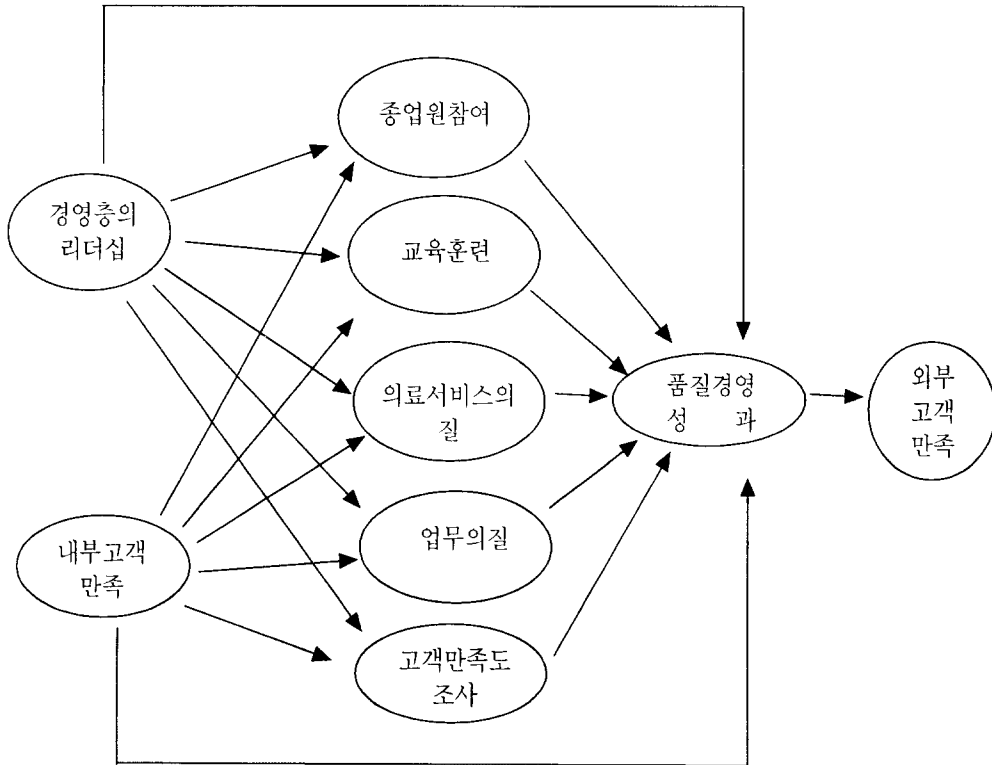 종업원참여
경영층의
리더십
교육훈련
의료서비스의
질
품질경영
성 과
외부
고객
만족
업무의질
내부고객
만족
고객만족도
조사